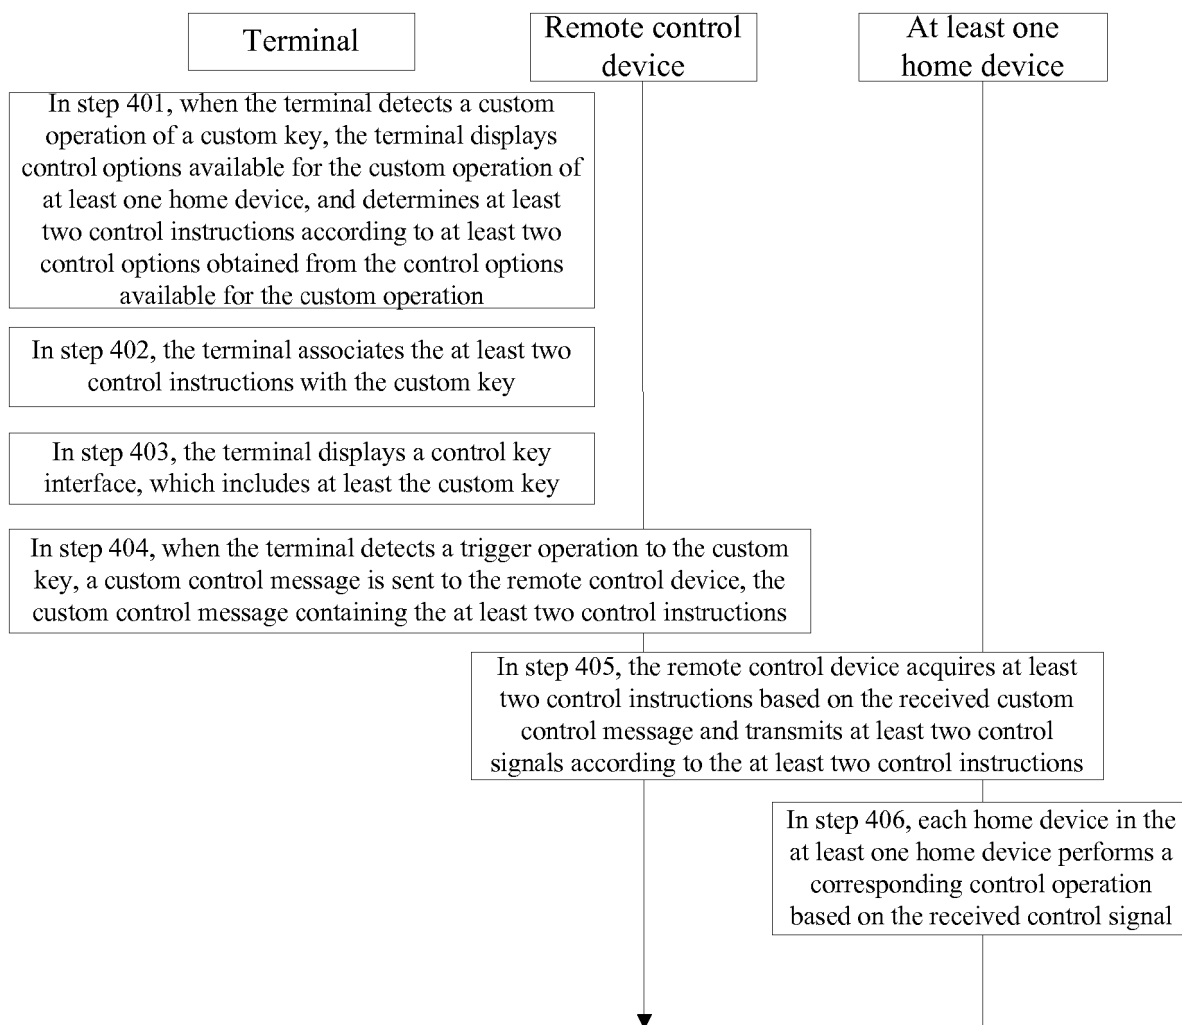 Terminal
Remote control
device
At least one
home device
In step 401, when the terminal detects a custom
operation of a custom key, the terminal displays
control options available for the custom operation of
at least one home device, and determines at least
two control instructions according to at least two
control options obtained from the control options
available for the custom operation
In step 402, the terminal associates the at least two
control instructions with the custom key
In step 403, the terminal displays a control key
interface, which includes at least the custom key
In step 404, when the terminal detects a trigger operation to the custom
key, a custom control message is sent to the remote control device, the
custom control message containing the at least two control instructions
In step 405, the remote control device acquires at least
two control instructions based on the received custom
control message and transmits at least two control
signals according to the at least two control instructions
In step 406, each home device in the
at least one home device performs a
corresponding control operation
based on the received control signal